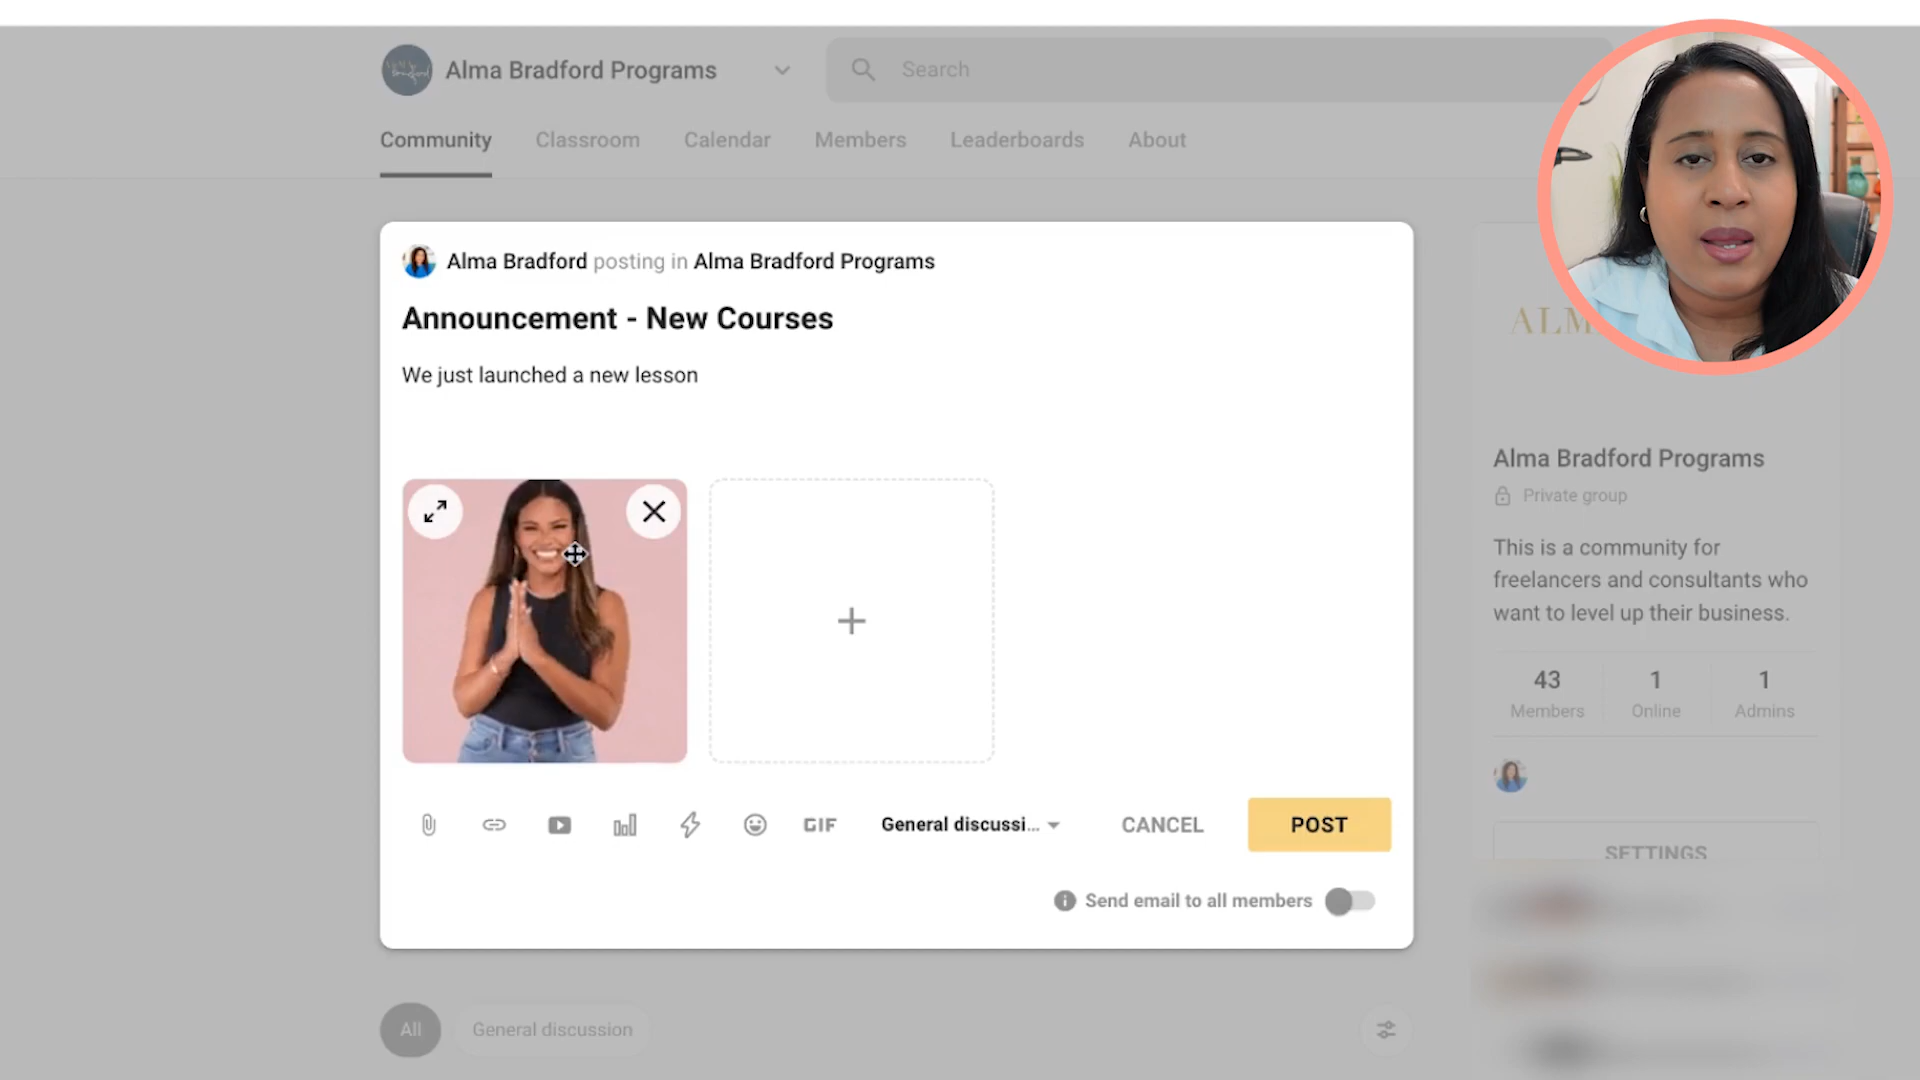 Alma Bradford Programs
Search
Community Classroom Calendar Members Leaderboards About
Alma Bradford posting in Alma Bradford Programs
Announcement - New Courses
We just launched a new lesson
GIF General discussi... CANCEL POST
Send email to all members
All General discussion
ALM
Alma Bradford Programs
Private group
This is a community for
freelancers and consultants who
want to level up their business.
43 1 1
Members Online Admins
SETTINGS